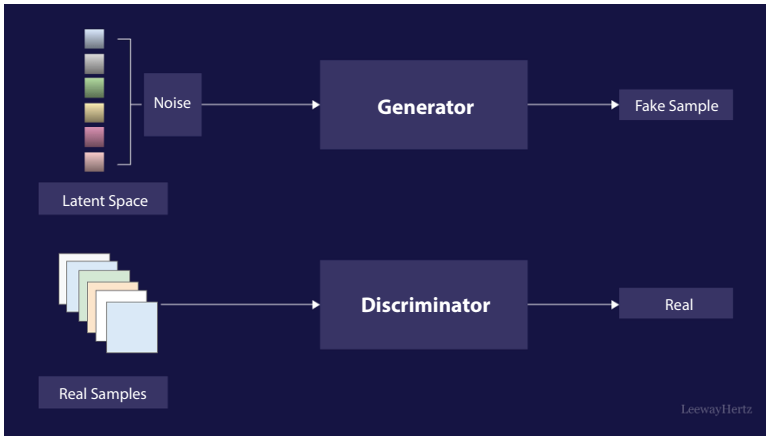 Noise
Generator
Fake Sample
Latent Space
Discriminator
Real
Real Samples
LeewayHertz